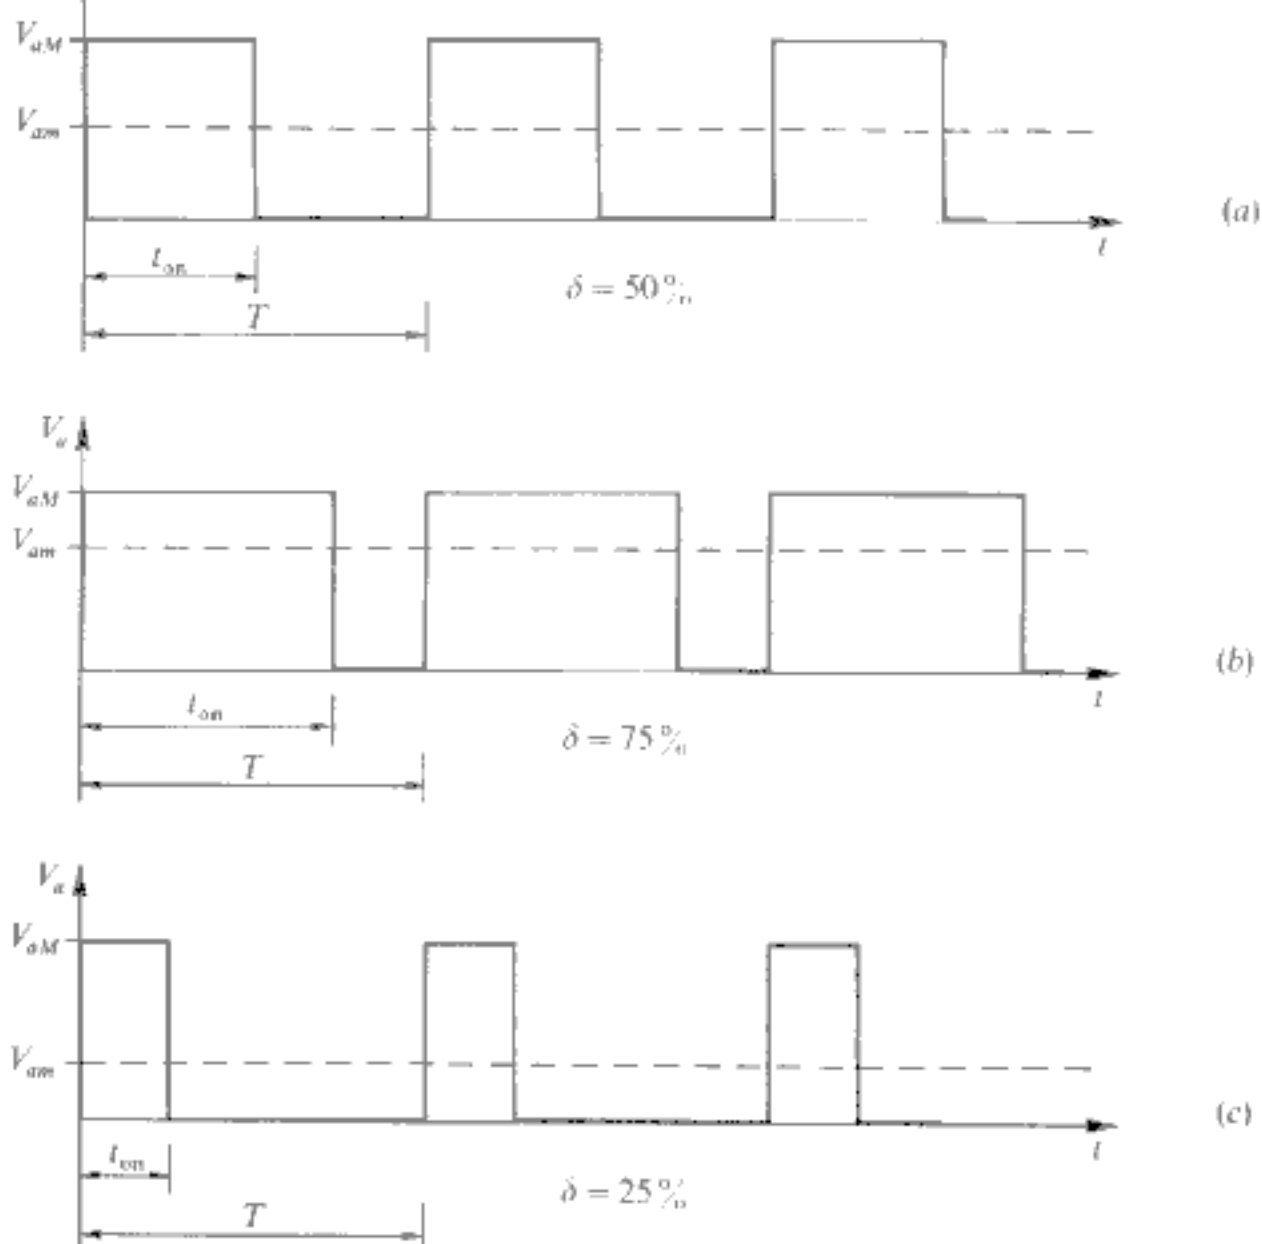 V_aM
V_am
(a)
t
t_on
δ = 50%
T
V_a
V_aM
V_am
(b)
t
t_on
δ = 75%
T
V_a
V_aM
V_am
(c)
t
t_on
δ = 25%
T